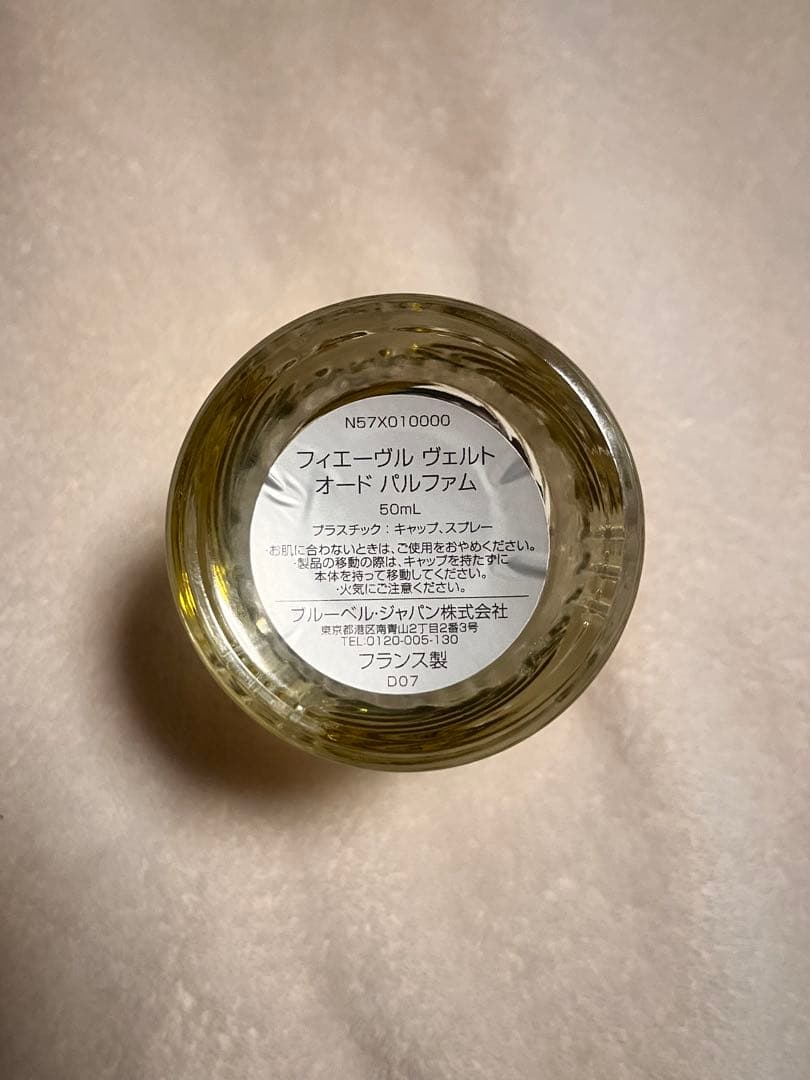 N57X010000
フィエーヴル ヴェルト
オード パルファム
50mL
プラスチック：キャップ、スプレー
・お肌に合わないときは、ご使用をおやめください。
・製品の移動の際は、キャップを持たずに
本体を持って移動してください。
・火気にご注意ください。
ブルーベル・ジャパン株式会社
東京都港区南青山2丁目2番3号
TEL:0120-005-130
フランス製
D07